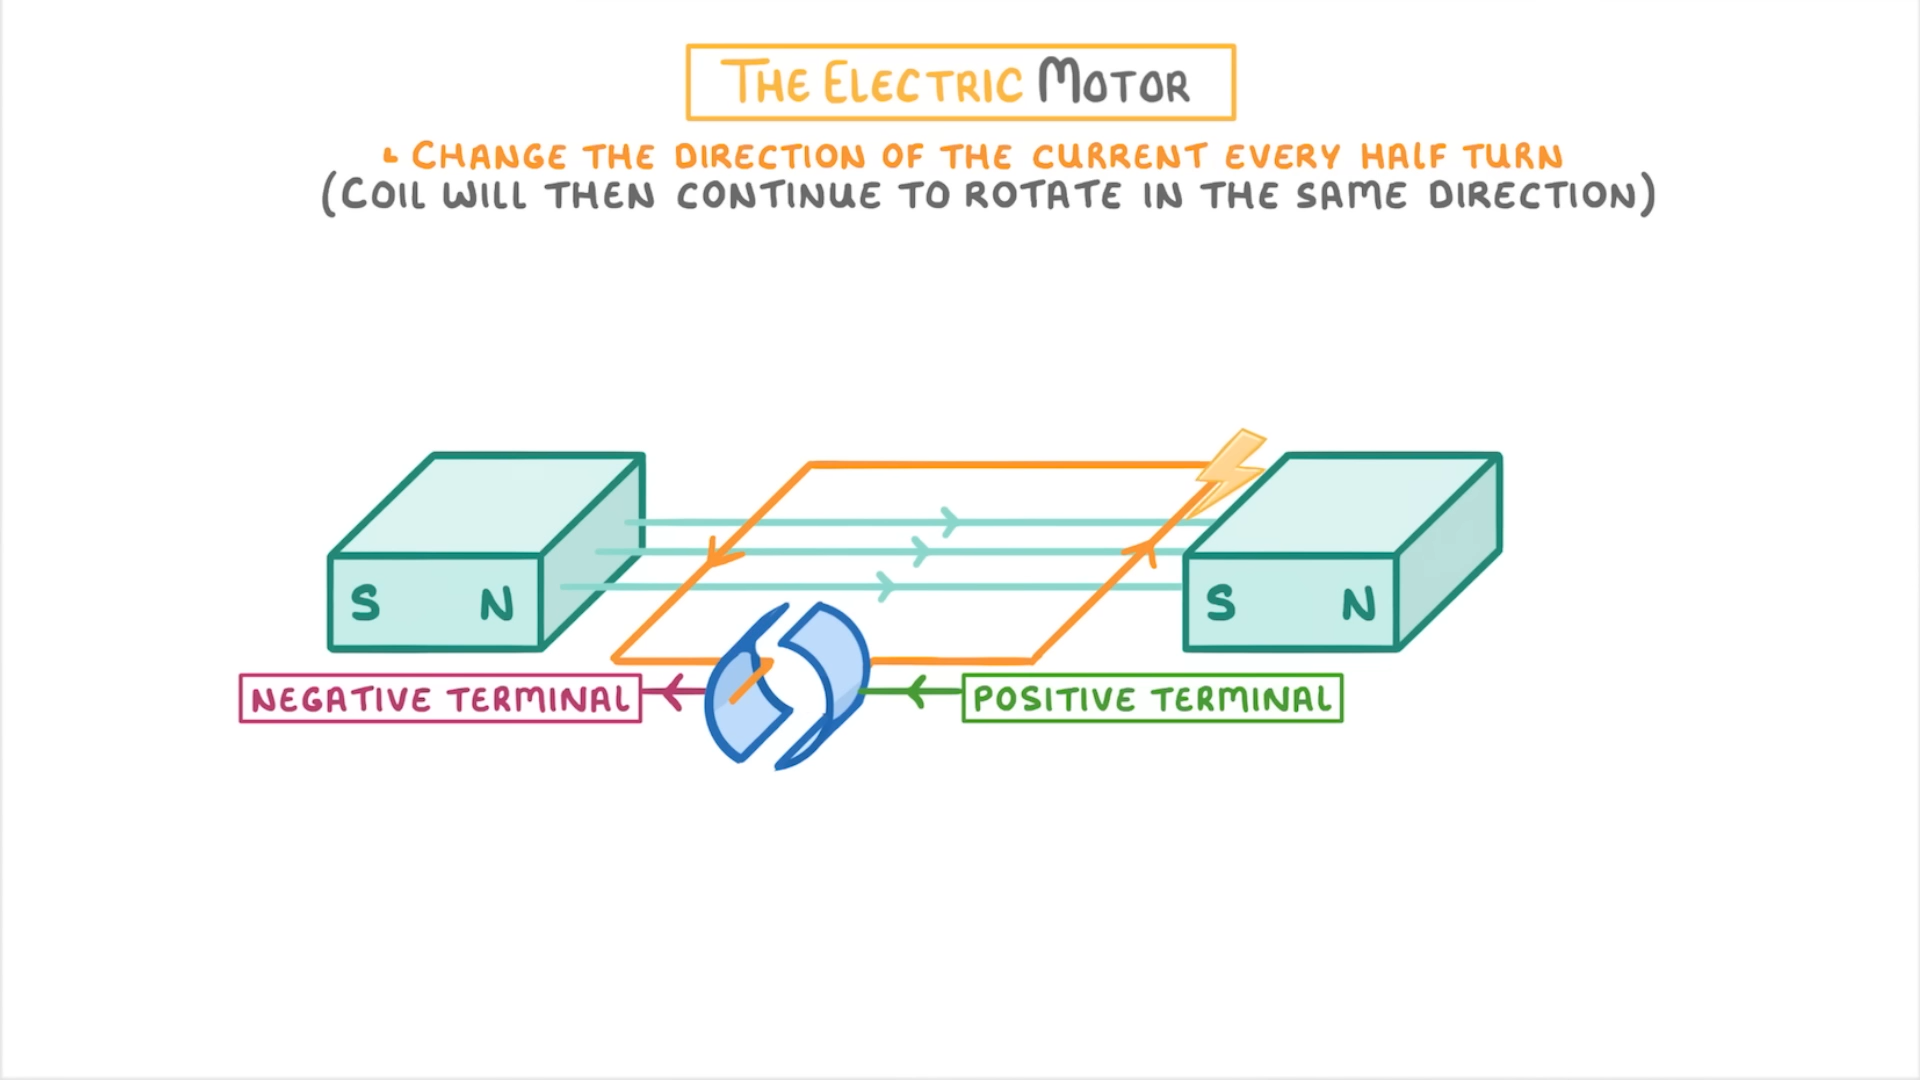 THE ELECTRIC MOTOR
CHANGE THE DIRECTION OF THE CURRENT EVERY HALF TURN
(COIL WILL THEN CONTINUE TO ROTATE IN THE SAME DIRECTION)
S N S N
NEGATIVE TERMINAL POSITIVE TERMINAL